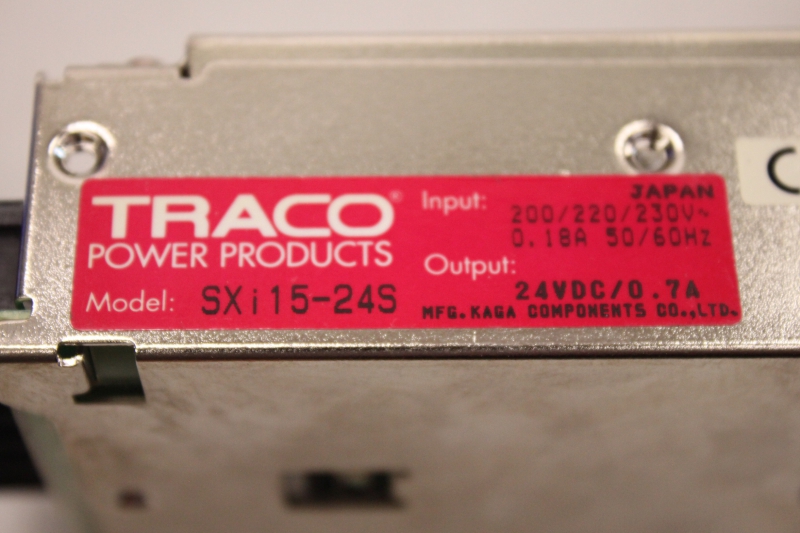 TRACO®
POWER PRODUCTS
Model: SXi15-24S
JAPAN
Input: 200/220/230V~
0.18A 50/60Hz
Output:
24VDC/0.7A
MFG.KAGA COMPONENTS CO.,LTD.